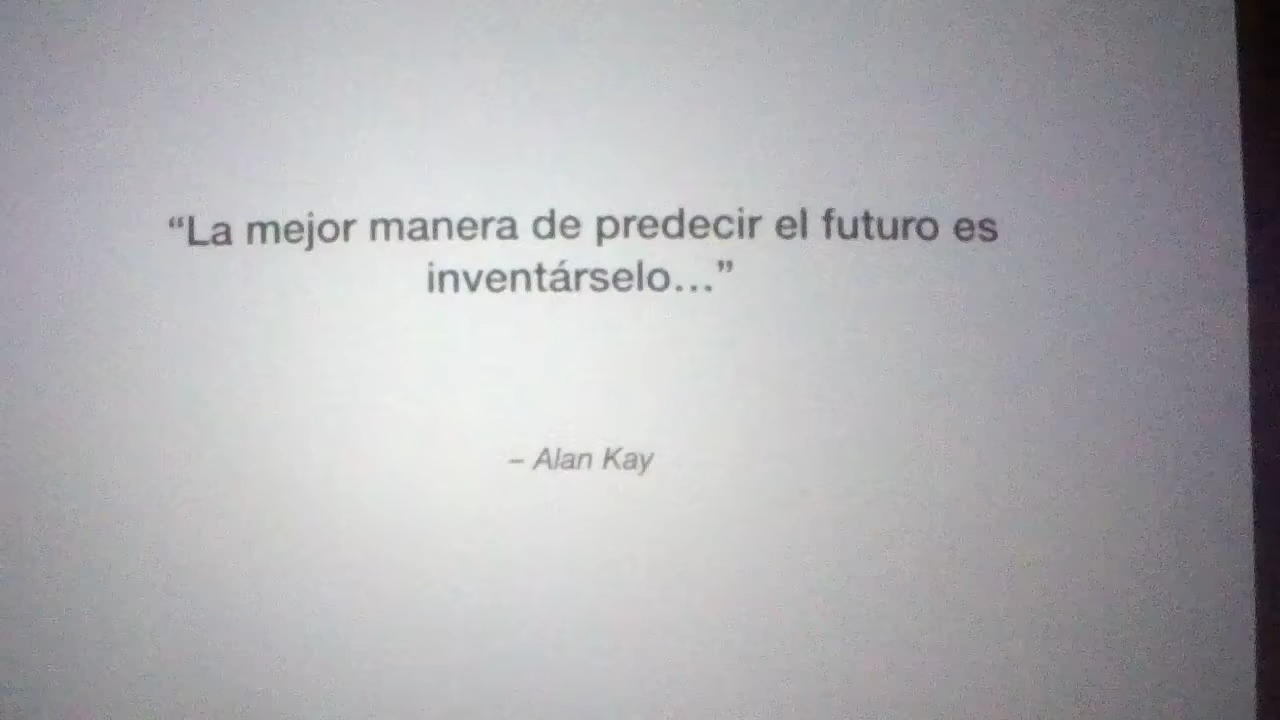 “La mejor manera de predecir el futuro es
inventárselo…”
– Alan Kay